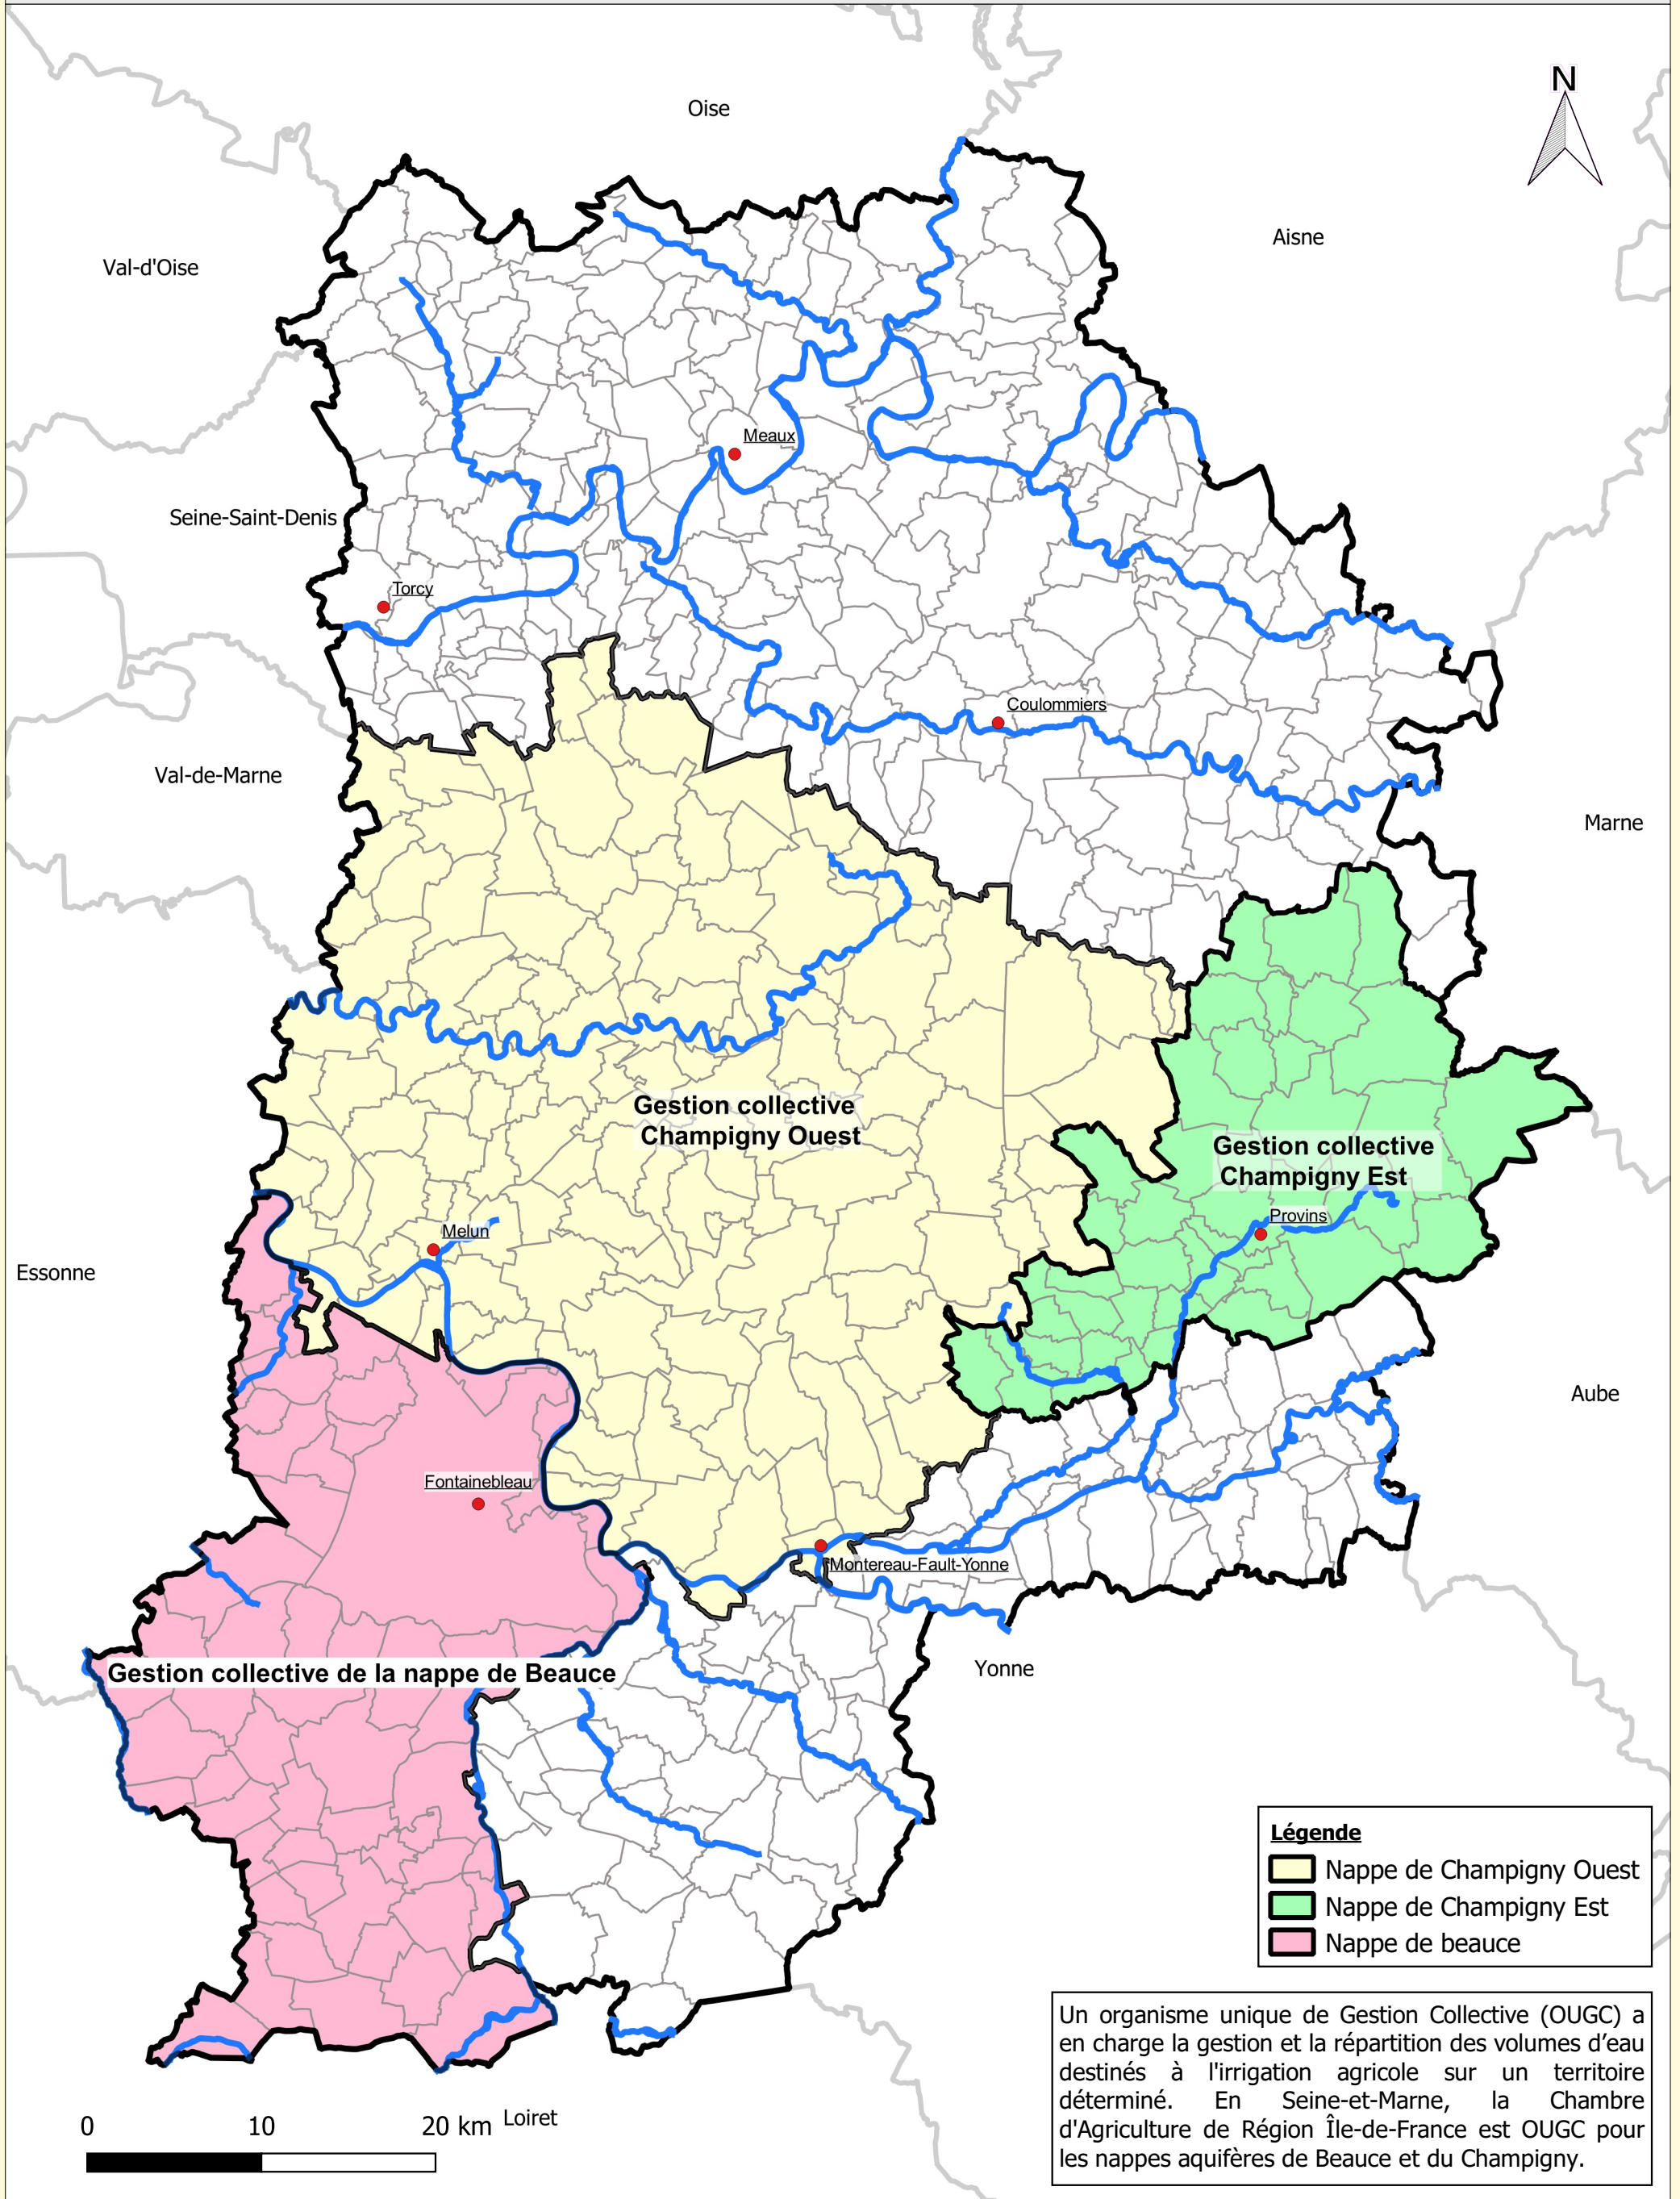 N
Oise
Aisne
Val-d'Oise
Meaux
Seine-Saint-Denis
Torcy
Coulommiers
Val-de-Marne
Marne
Gestion collective
Champigny Ouest
Gestion collective
Champigny Est
Provins
Melun
Essonne
Aube
Fontainebleau
Montereau-Fault-Yonne
Yonne
Gestion collective de la nappe de Beauce
Légende
Nappe de Champigny Ouest
Nappe de Champigny Est
Nappe de beauce
Un organisme unique de Gestion Collective (OUGC) a
en charge la gestion et la répartition des volumes d’eau
destinés à l'irrigation agricole sur un territoire
déterminé. En Seine-et-Marne, la Chambre
d'Agriculture de Région Île-de-France est OUGC pour
les nappes aquifères de Beauce et du Champigny.
0 10 20 km
Loiret